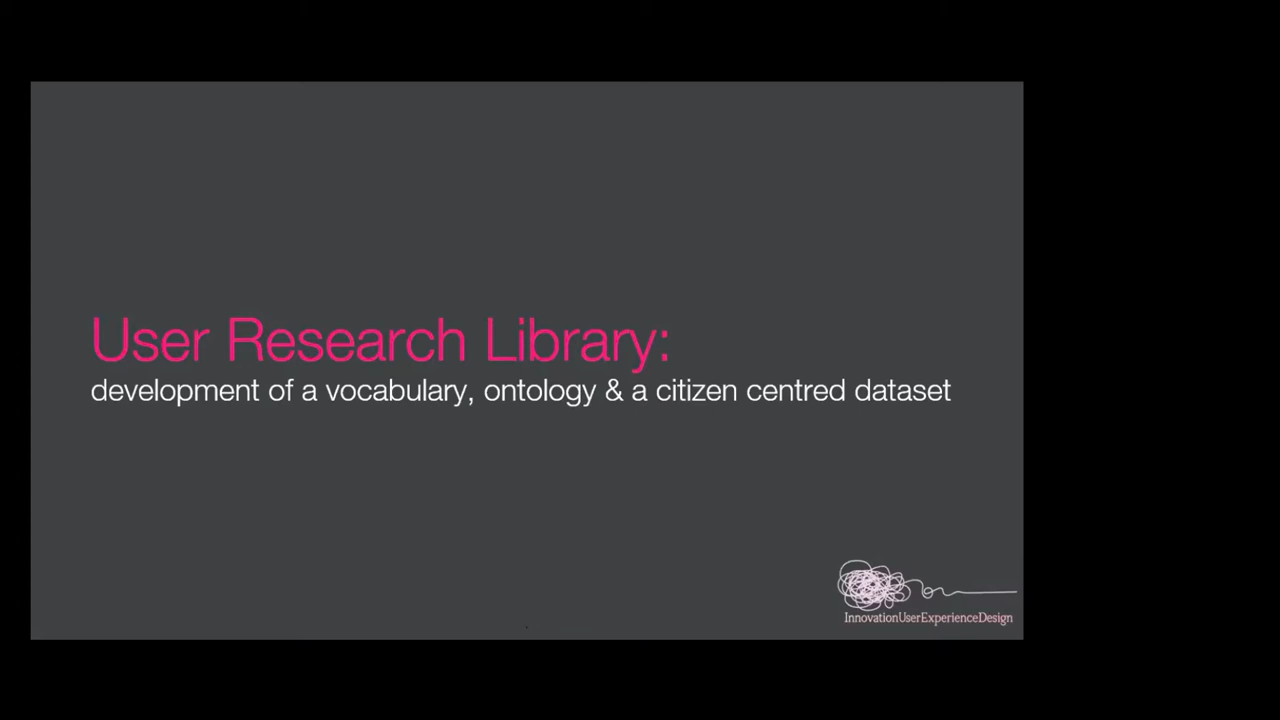 User Research Library:
development of a vocabulary, ontology & a citizen centred dataset
InnovationUserExperienceDesign